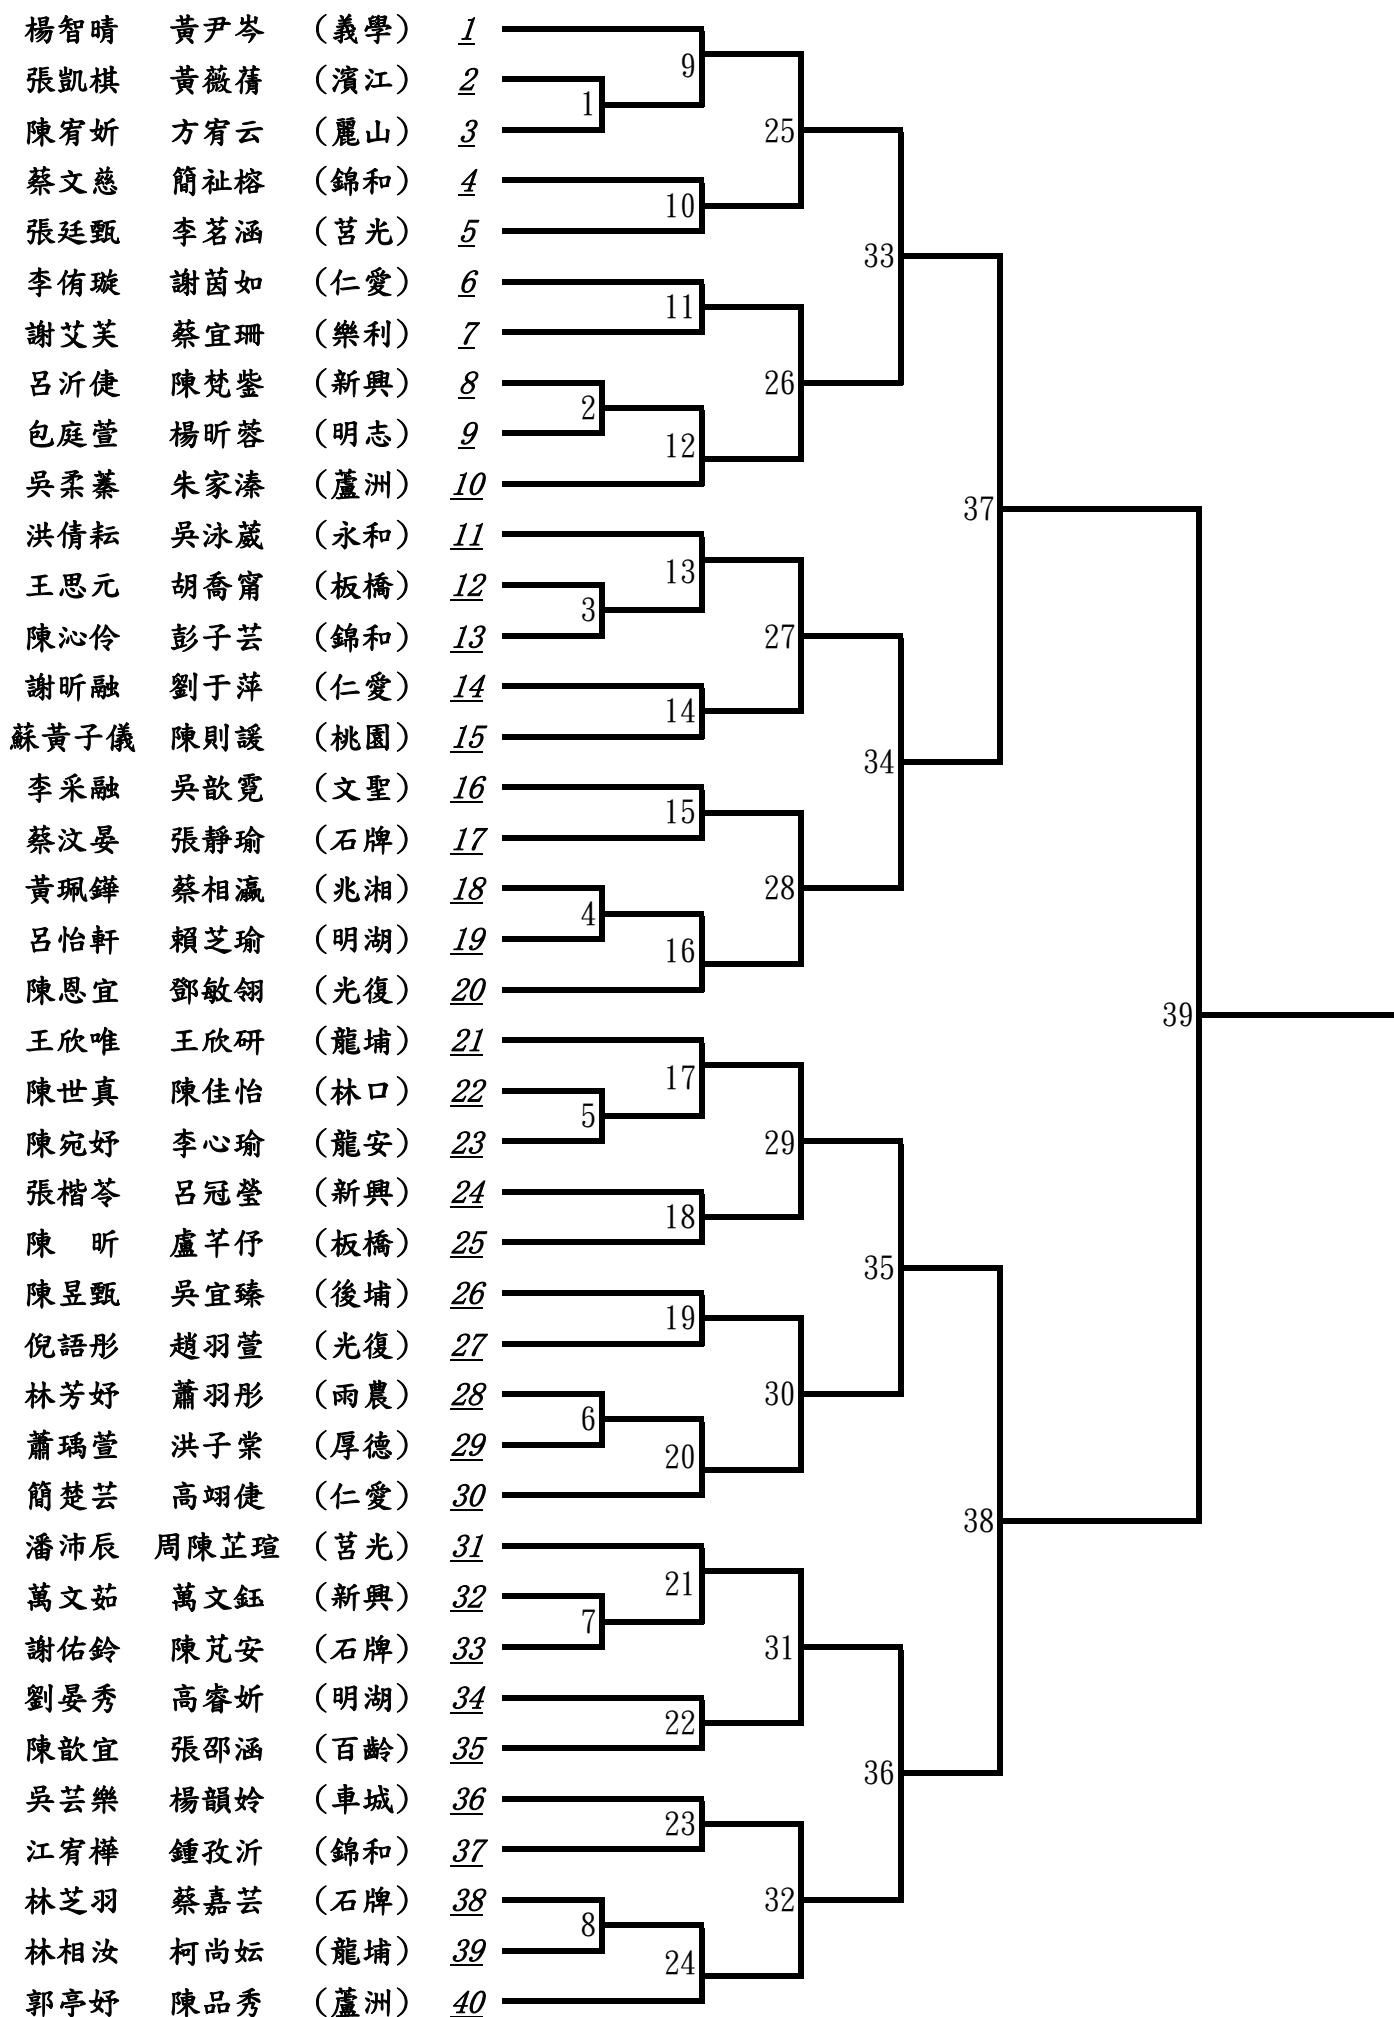 楊智晴 黃尹岑 (義學) 1
9
張凱棋 黃薇蒨 (濱江) 2
1
陳宥妡 方宥云 (麗山) 3
25
蔡文慈 簡祉榕 (錦和) 4
10
張廷甄 李茗涵 (莒光) 5
33
李侑璇 謝茵如 (仁愛) 6
11
謝艾芙 蔡宜珊 (樂利) 7
呂沂倢 陳梵蓥 (新興) 8
26
2
包庭萱 楊昕蓉 (明志) 9
12
吳柔蓁 朱家溱 (蘆洲) 10
37
洪倩耘 吳泳葳 (永和) 11
13
王思元 胡喬甯 (板橋) 12
3
陳沁伶 彭子芸 (錦和) 13
27
謝昕融 劉于萍 (仁愛) 14
14
蘇黃子儀 陳則諼 (桃園) 15
34
李采融 吳歆霓 (文聖) 16
15
蔡汶晏 張靜瑜 (石牌) 17
黃珮鏵 蔡相瀛 (兆湘) 18
28
4
呂怡軒 賴芝瑜 (明湖) 19
16
陳恩宜 鄧敏翎 (光復) 20
39
王欣唯 王欣研 (龍埔) 21
17
陳世真 陳佳怡 (林口) 22
5
陳宛妤 李心瑜 (龍安) 23
29
張楷苓 呂冠瑩 (新興) 24
18
陳 昕 盧芊伃 (板橋) 25
35
陳昱甄 吳宜臻 (後埔) 26
19
倪語彤 趙羽萱 (光復) 27
林芳妤 蕭羽彤 (雨農) 28
30
6
蕭瑀萱 洪子棠 (厚德) 29
20
簡楚芸 高翊倢 (仁愛) 30
38
潘沛辰 周陳芷瑄 (莒光) 31
21
萬文茹 萬文鈺 (新興) 32
7
謝佑鈴 陳芃安 (石牌) 33
31
劉晏秀 高睿妡 (明湖) 34
22
陳歆宜 張邵涵 (百齡) 35
36
吳芸樂 楊韻姈 (車城) 36
23
江宥樺 鍾孜沂 (錦和) 37
林芝羽 蔡嘉芸 (石牌) 38
32
8
林相汝 柯尚妘 (龍埔) 39
24
郭亭妤 陳品秀 (蘆洲) 40